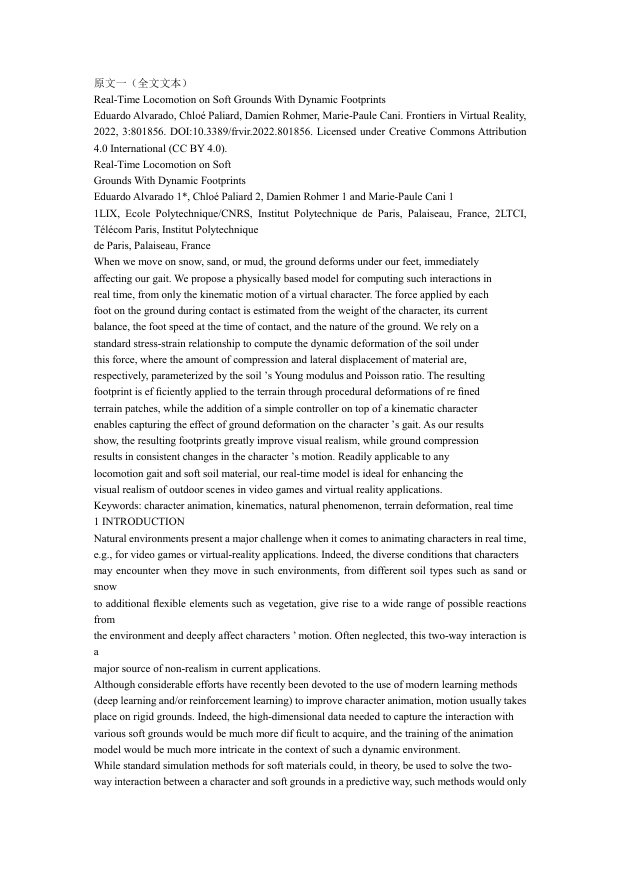 原文一（全文文本）
Real-Time Locomotion on Soft Grounds With Dynamic Footprints
Eduardo Alvarado, Chloé Paliard, Damien Rohmer, Marie-Paule Cani. Frontiers in Virtual Reality,
2022, 3:801856. DOI:10.3389/frvir.2022.801856. Licensed under Creative Commons Attribution
4.0 International (CC BY 4.0).
Real-Time Locomotion on Soft
Grounds With Dynamic Footprints
Eduardo Alvarado 1*, Chloé Paliard 2, Damien Rohmer 1 and Marie-Paule Cani 1
1LIX, Ecole Polytechnique/CNRS, Institut Polytechnique de Paris, Palaiseau, France, 2LTCI,
Télécom Paris, Institut Polytechnique
de Paris, Palaiseau, France
When we move on snow, sand, or mud, the ground deforms under our feet, immediately
affecting our gait. We propose a physically based model for computing such interactions in
real time, from only the kinematic motion of a virtual character. The force applied by each
foot on the ground during contact is estimated from the weight of the character, its current
balance, the foot speed at the time of contact, and the nature of the ground. We rely on a
standard stress-strain relationship to compute the dynamic deformation of the soil under
this force, where the amount of compression and lateral displacement of material are,
respectively, parameterized by the soil ’s Young modulus and Poisson ratio. The resulting
footprint is ef ficiently applied to the terrain through procedural deformations of re fined
terrain patches, while the addition of a simple controller on top of a kinematic character
enables capturing the effect of ground deformation on the character ’s gait. As our results
show, the resulting footprints greatly improve visual realism, while ground compression
results in consistent changes in the character ’s motion. Readily applicable to any
locomotion gait and soft soil material, our real-time model is ideal for enhancing the
visual realism of outdoor scenes in video games and virtual reality applications.
Keywords: character animation, kinematics, natural phenomenon, terrain deformation, real time
1 INTRODUCTION
Natural environments present a major challenge when it comes to animating characters in real time,
e.g., for video games or virtual-reality applications. Indeed, the diverse conditions that characters
may encounter when they move in such environments, from different soil types such as sand or
snow
to additional flexible elements such as vegetation, give rise to a wide range of possible reactions
from
the environment and deeply affect characters ’ motion. Often neglected, this two-way interaction is
a
major source of non-realism in current applications.
Although considerable efforts have recently been devoted to the use of modern learning methods
(deep learning and/or reinforcement learning) to improve character animation, motion usually takes
place on rigid grounds. Indeed, the high-dimensional data needed to capture the interaction with
various soft grounds would be much more dif ficult to acquire, and the training of the animation
model would be much more intricate in the context of such a dynamic environment.
While standard simulation methods for soft materials could, in theory, be used to solve the two-
way interaction between a character and soft grounds in a predictive way, such methods would only